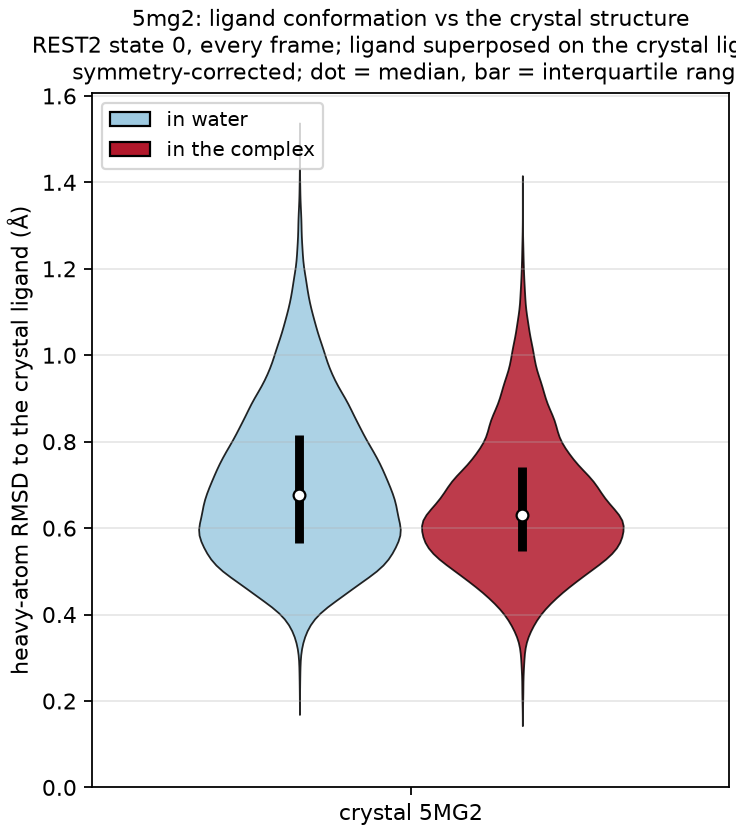 5mg2: ligand conformation vs the crystal structure
REST2 state 0, every frame; ligand superposed on the crystal lig
symmetry-corrected; dot = median, bar = interquartile rang
1.6
1.4
1.2
1.0
0.8
0.6
0.4
0.2
0.0
heavy-atom RMSD to the crystal ligand (Å)
in water
in the complex
crystal 5MG2